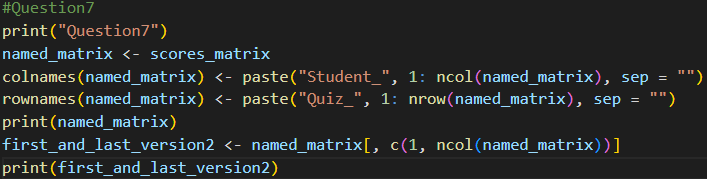 #Question7
print("Question7")
named_matrix <- scores_matrix
colnames(named_matrix) <- paste("Student_", 1: ncol(named_matrix), sep = "")
rownames(named_matrix) <- paste("Quiz_", 1: nrow(named_matrix), sep = "")
print(named_matrix)
first_and_last_version2 <- named_matrix[, c(1, ncol(named_matrix))]
print(first_and_last_version2)